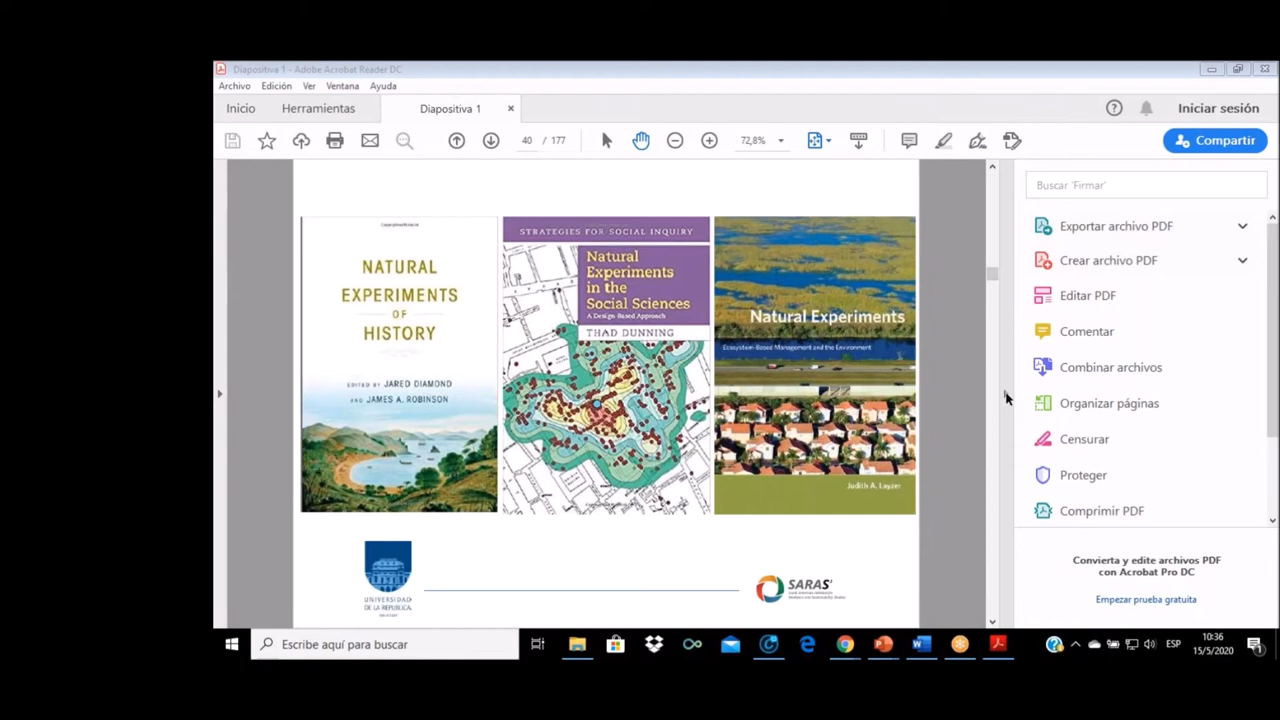 Diapositiva 1 - Adobe Acrobat Reader DC
Archivo Edición Ver Ventana Ayuda
Inicio Herramientas Diapositiva 1 × Iniciar sesión
40 / 177 72,8% Compartir
Buscar 'Firmar'
Exportar archivo PDF
Crear archivo PDF
Editar PDF
Comentar
Combinar archivos
Organizar páginas
Censurar
Proteger
Comprimir PDF
Convierta y edite archivos PDF
con Acrobat Pro DC
Empezar prueba gratuita
NATURAL
EXPERIMENTS
OF
HISTORY
EDITED BY JARED DIAMOND
AND JAMES A. ROBINSON
STRATEGIES FOR SOCIAL INQUIRY
Natural
Experiments
in the
Social Sciences
A Design-Based Approach
THAD DUNNING
Natural Experiments
Ecosystem-Based Management and the Environment
Judith A. Layzer
UNIVERSIDAD
DE LA REPÚBLICA
SARAS²
Escribe aquí para buscar
ESP
10:36
15/5/2020